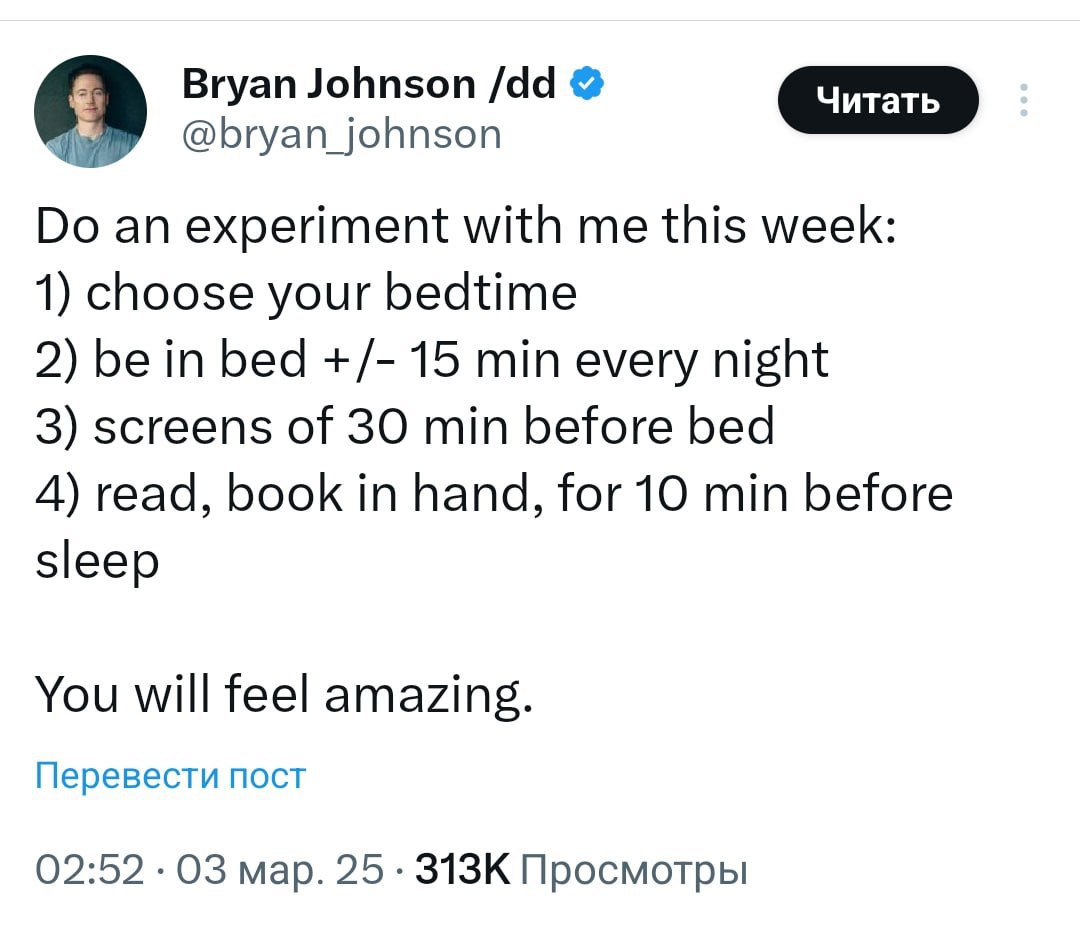 Bryan Johnson /dd
@bryan_johnson
Читать
Do an experiment with me this week:
1) choose your bedtime
2) be in bed +/- 15 min every night
3) screens of 30 min before bed
4) read, book in hand, for 10 min before
sleep
You will feel amazing.
Перевести пост
02:52 · 03 мар. 25 · 313K Просмотры